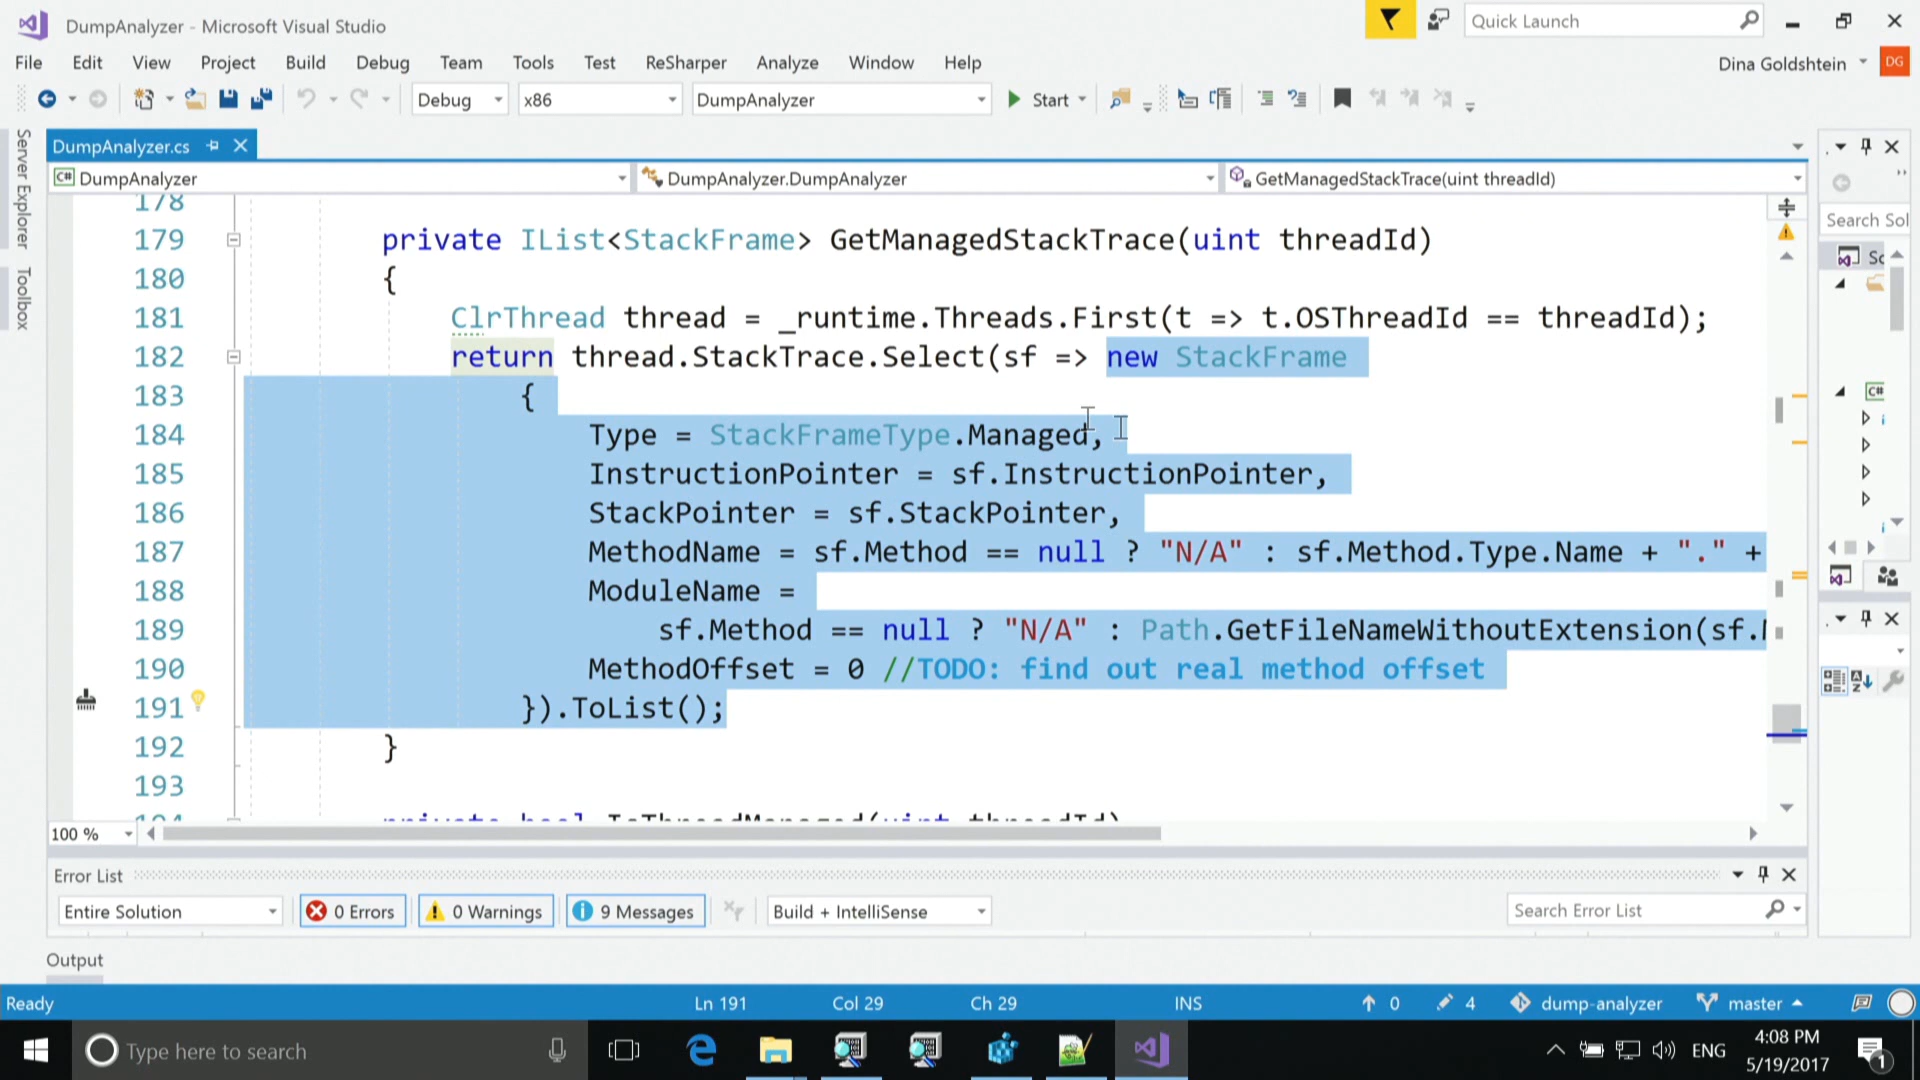 DumpAnalyzer - Microsoft Visual Studio
Quick Launch
File Edit View Project Build Debug Team Tools Test ReSharper Analyze Window Help
Dina Goldshtein
DG
Debug x86 DumpAnalyzer Start
Server Explorer
Toolbox
DumpAnalyzer.cs
C# DumpAnalyzer
DumpAnalyzer.DumpAnalyzer
GetManagedStackTrace(uint threadId)
Search Sol
178
179 private IList<StackFrame> GetManagedStackTrace(uint threadId)
180 {
181 ClrThread thread = _runtime.Threads.First(t => t.OSThreadId == threadId);
182 return thread.StackTrace.Select(sf => new StackFrame
183 {
184 Type = StackFrameType.Managed,
185 InstructionPointer = sf.InstructionPointer,
186 StackPointer = sf.StackPointer,
187 MethodName = sf.Method == null ? "N/A" : sf.Method.Type.Name + "." +
188 ModuleName =
189 sf.Method == null ? "N/A" : Path.GetFileNameWithoutExtension(sf.
190 MethodOffset = 0 //TODO: find out real method offset
191 }).ToList();
192 }
193
194 private bool IsThreadManaged(uint threadId)
100 %
Error List
Entire Solution 0 Errors 0 Warnings 9 Messages Build + IntelliSense
Search Error List
Output
Ready Ln 191 Col 29 Ch 29 INS 0 4 dump-analyzer master
Type here to search
ENG
4:08 PM
5/19/2017
1